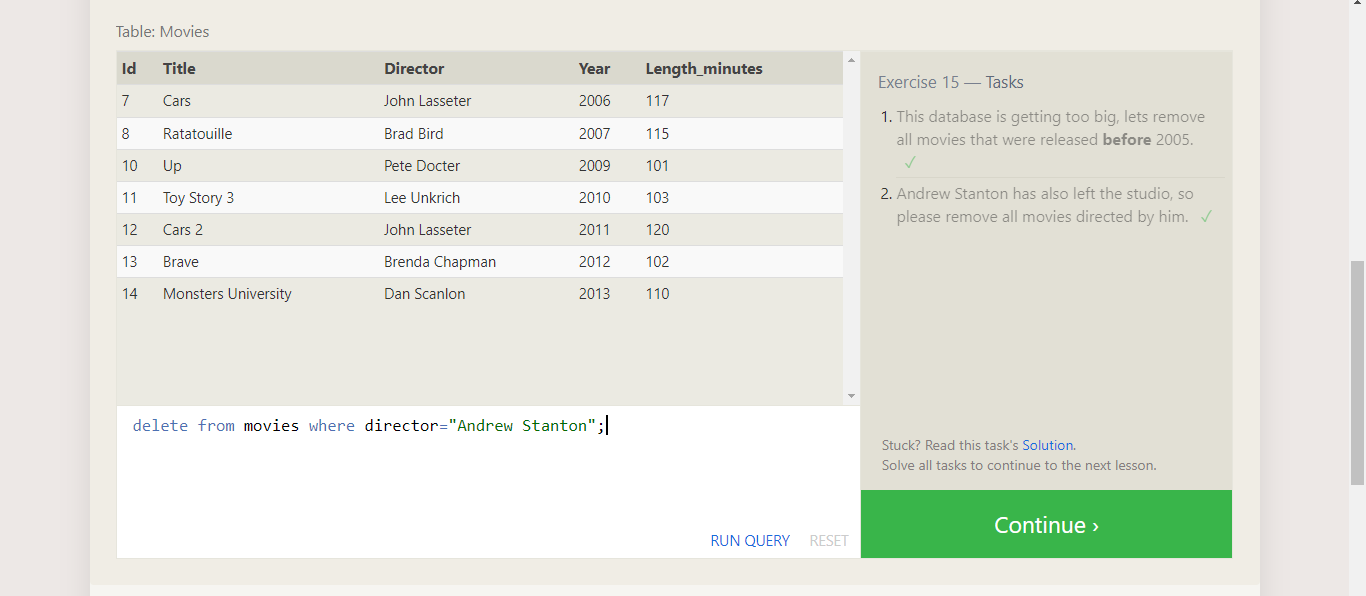 Table: Movies
Id Title Director Year Length_minutes
7 Cars John Lasseter 2006 117
8 Ratatouille Brad Bird 2007 115
10 Up Pete Docter 2009 101
11 Toy Story 3 Lee Unkrich 2010 103
12 Cars 2 John Lasseter 2011 120
13 Brave Brenda Chapman 2012 102
14 Monsters University Dan Scanlon 2013 110
delete from movies where director="Andrew Stanton";
RUN QUERY RESET
Exercise 15 — Tasks
1. This database is getting too big, lets remove
all movies that were released before 2005.
✓
2. Andrew Stanton has also left the studio, so
please remove all movies directed by him. ✓
Stuck? Read this task's Solution.
Solve all tasks to continue to the next lesson.
Continue ›